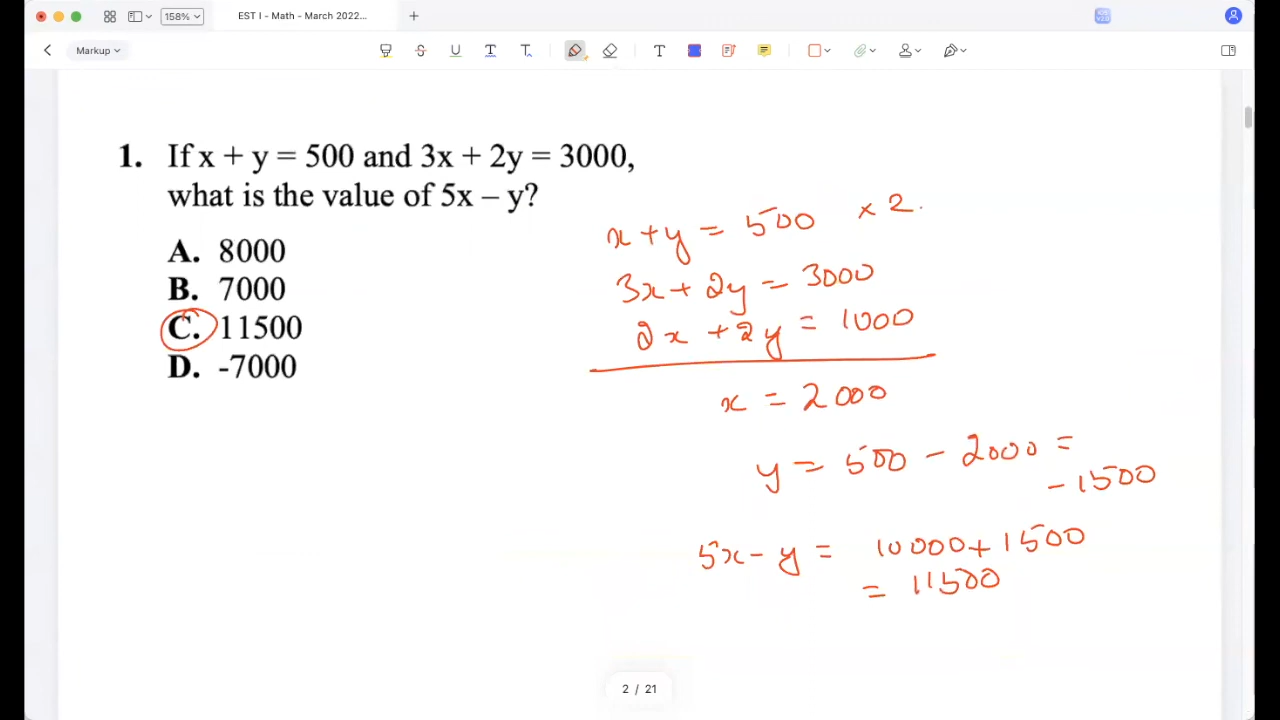 158%
EST I - Math - March 2022...
Markup
1. If x + y = 500 and 3x + 2y = 3000,
what is the value of 5x – y?
A. 8000
B. 7000
C. 11500
D. -7000
x + y = 500 × 2
3x + 2y = 3000
2x + 2y = 1000
x = 2000
y = 500 - 2000 =
- 1500
5x - y = 10000 + 1500
= 11500
2 / 21